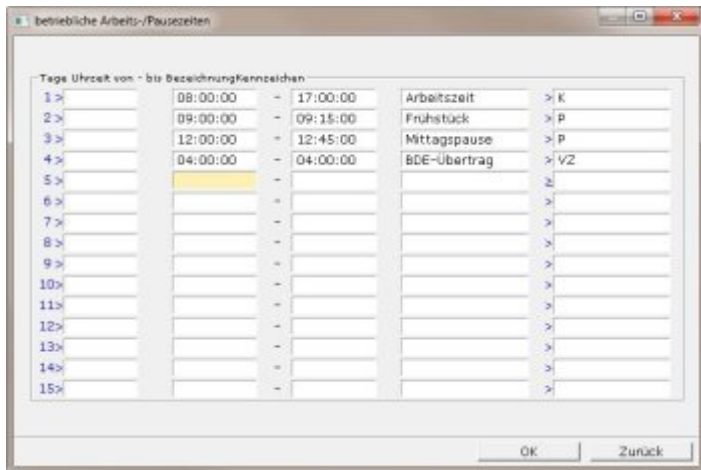 betriebliche Arbeits-/Pausezeiten
Tage Uhrzeit von - bis BezeichnungKennzeichen
1> 08:00:00 - 17:00:00 Arbeitszeit > K
2> 09:00:00 - 09:15:00 Frühstück > P
3> 12:00:00 - 12:45:00 Mittagspause > P
4> 04:00:00 - 04:00:00 BDE-Übertrag > VZ
5> - >
6> - >
7> - >
8> - >
9> - >
10> - >
11> - >
12> - >
13> - >
14> - >
15> - >
OK Zurück